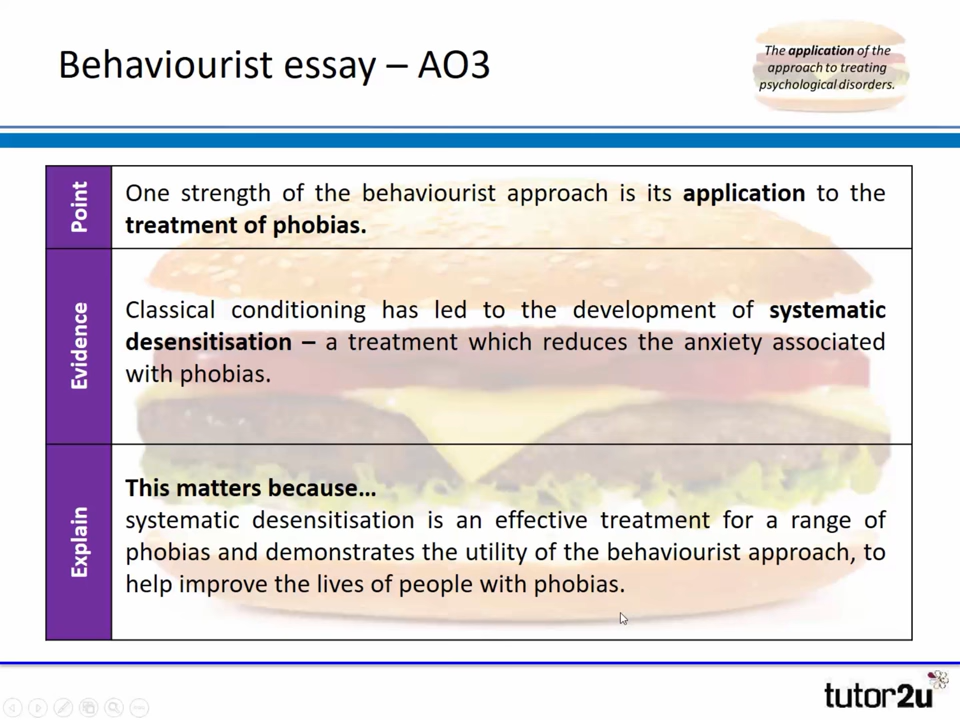 Behaviourist essay – AO3
The application of the
approach to treating
psychological disorders.
Point
One strength of the behaviourist approach is its application to the
treatment of phobias.
Evidence
Classical conditioning has led to the development of systematic
desensitisation – a treatment which reduces the anxiety associated
with phobias.
Explain
This matters because...
systematic desensitisation is an effective treatment for a range of
phobias and demonstrates the utility of the behaviourist approach, to
help improve the lives of people with phobias.
tutor2u